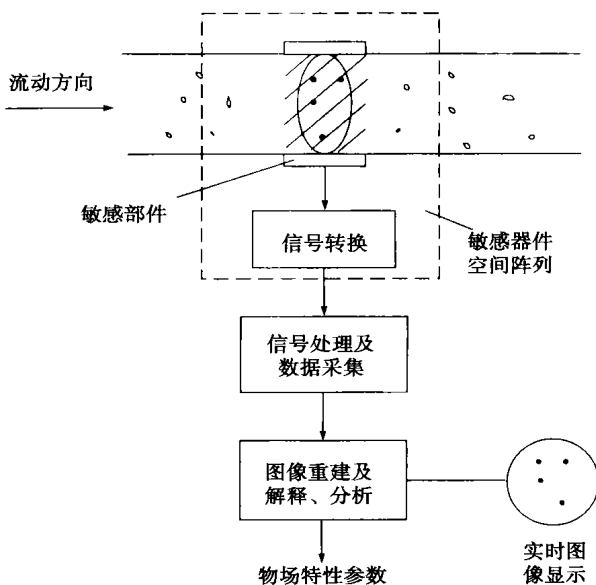 流动方向
敏感部件
信号转换
敏感器件
空间阵列
信号处理及
数据采集
图像重建及
解释、分析
物场特性参数
实时图
像显示